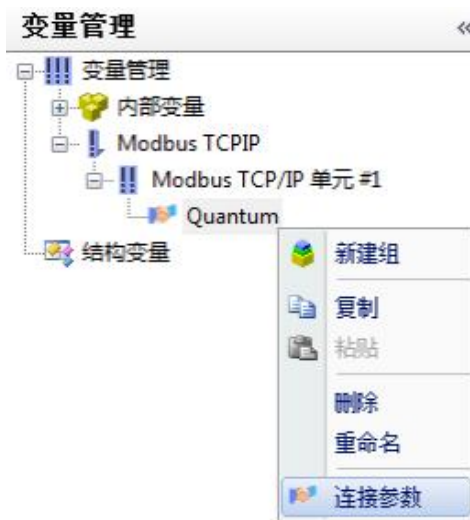 变量管理 «
变量管理
内部变量
Modbus TCPIP
Modbus TCP/IP 单元 #1
Quantum
结构变量
新建组
复制
粘贴
删除
重命名
连接参数